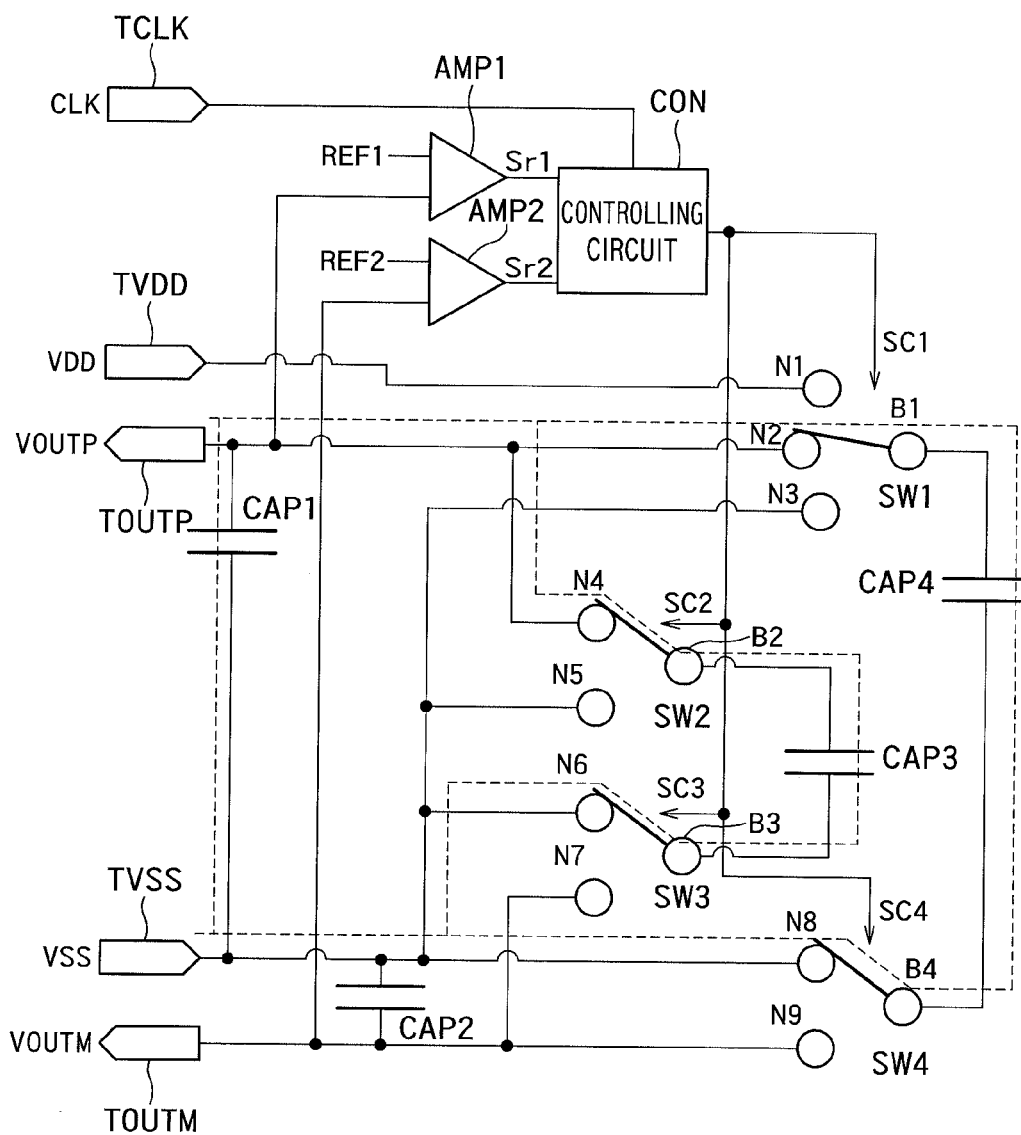 TCLK
CLK
AMP1
CON
REF1
Sr1
AMP2
CONTROLLING
CIRCUIT
REF2
Sr2
TVDD
VDD
SC1
N1
B1
VOUTP
N2
TOUTP
CAP1
N3
SW1
N4
SC2
CAP4
B2
N5
SW2
CAP3
N6
SC3
B3
N7
SW3
TVSS
SC4
N8
VSS
B4
CAP2
N9
VOUTM
SW4
TOUTM